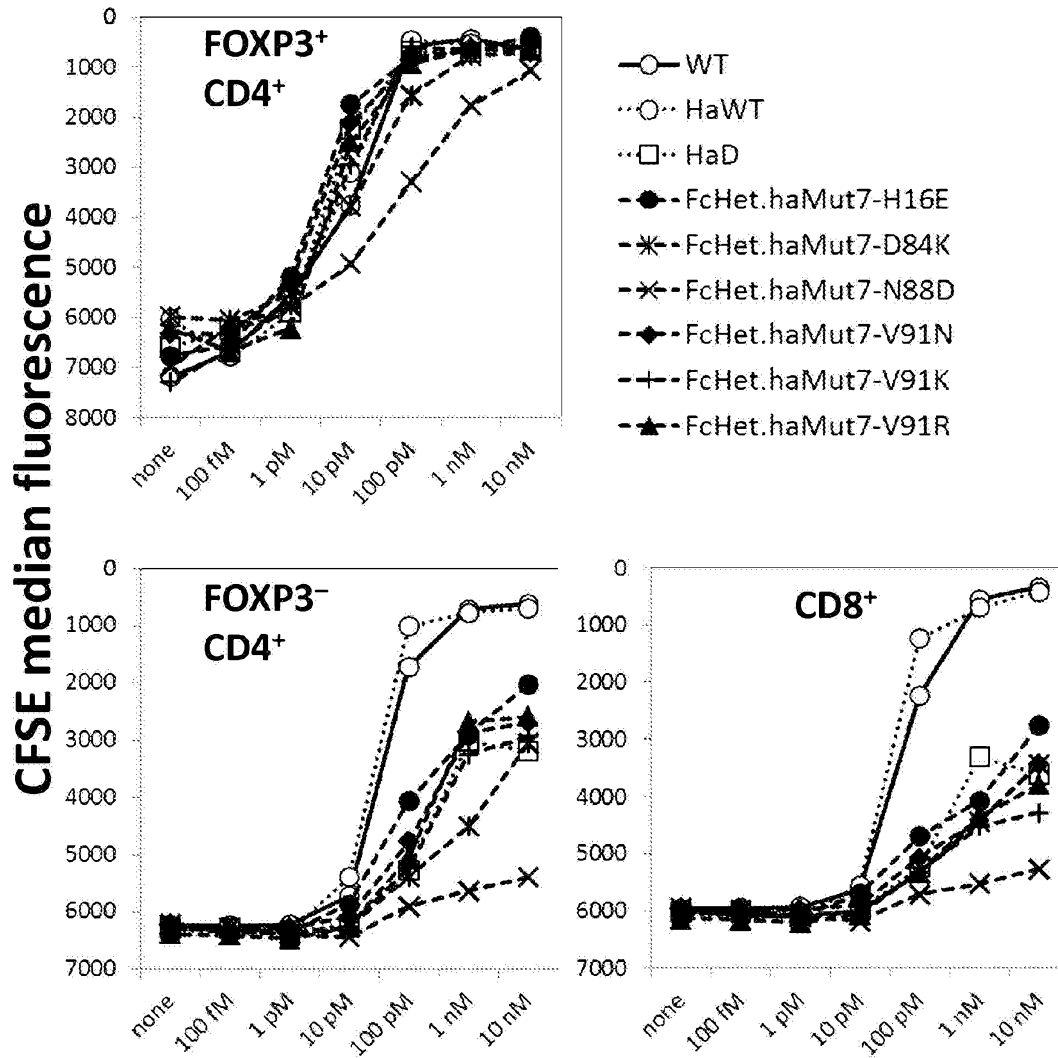 CFSE median fluorescence
FOXP3⁺
CD4⁺
0
1000
2000
3000
4000
5000
6000
7000
8000
none
100 fM
1 pM
10 pM
100 pM
1 nM
10 nM
WT
HaWT
HaD
FcHet.haMut7-H16E
FcHet.haMut7-D84K
FcHet.haMut7-N88D
FcHet.haMut7-V91N
FcHet.haMut7-V91K
FcHet.haMut7-V91R
FOXP3⁻
CD4⁺
0
1000
2000
3000
4000
5000
6000
7000
none
100 fM
1 pM
10 pM
100 pM
1 nM
10 nM
CD8⁺
0
1000
2000
3000
4000
5000
6000
7000
none
100 fM
1 pM
10 pM
100 pM
1 nM
10 nM